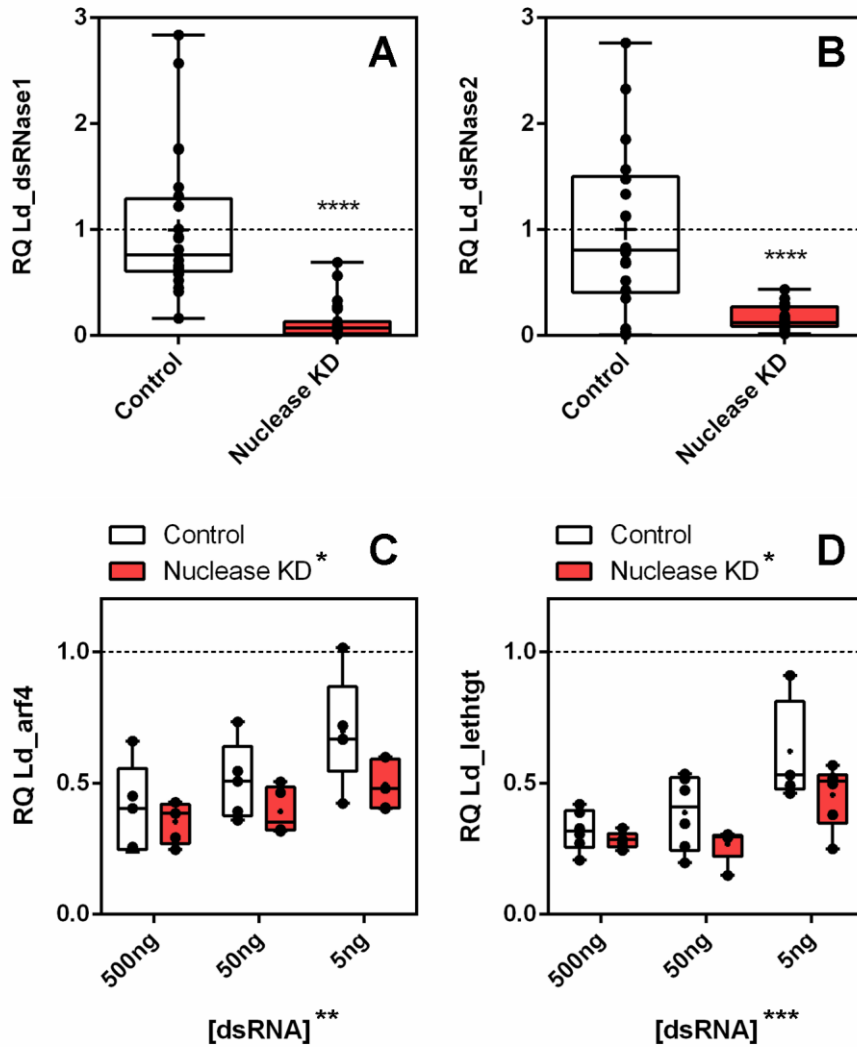 A
RQ Ld_dsRNase1
3
2
1
0
****
Control
Nuclease KD
B
RQ Ld_dsRNase2
3
2
1
0
****
Control
Nuclease KD
Control
Nuclease KD*
C
RQ Ld_arf4
1.0
0.5
0.0
500ng
50ng
5ng
[dsRNA]**
Control
Nuclease KD*
D
RQ Ld_lethtgt
1.0
0.5
0.0
500ng
50ng
5ng
[dsRNA]***